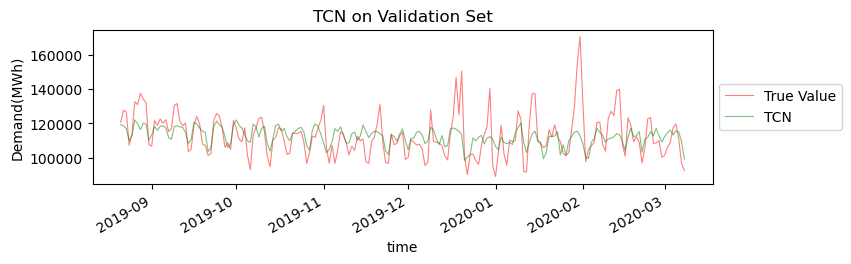 TCN on Validation Set
160000
140000
120000
100000
Demand(MWh)
True Value
TCN
2019-09
2019-10
2019-11
2019-12
2020-01
2020-02
2020-03
time